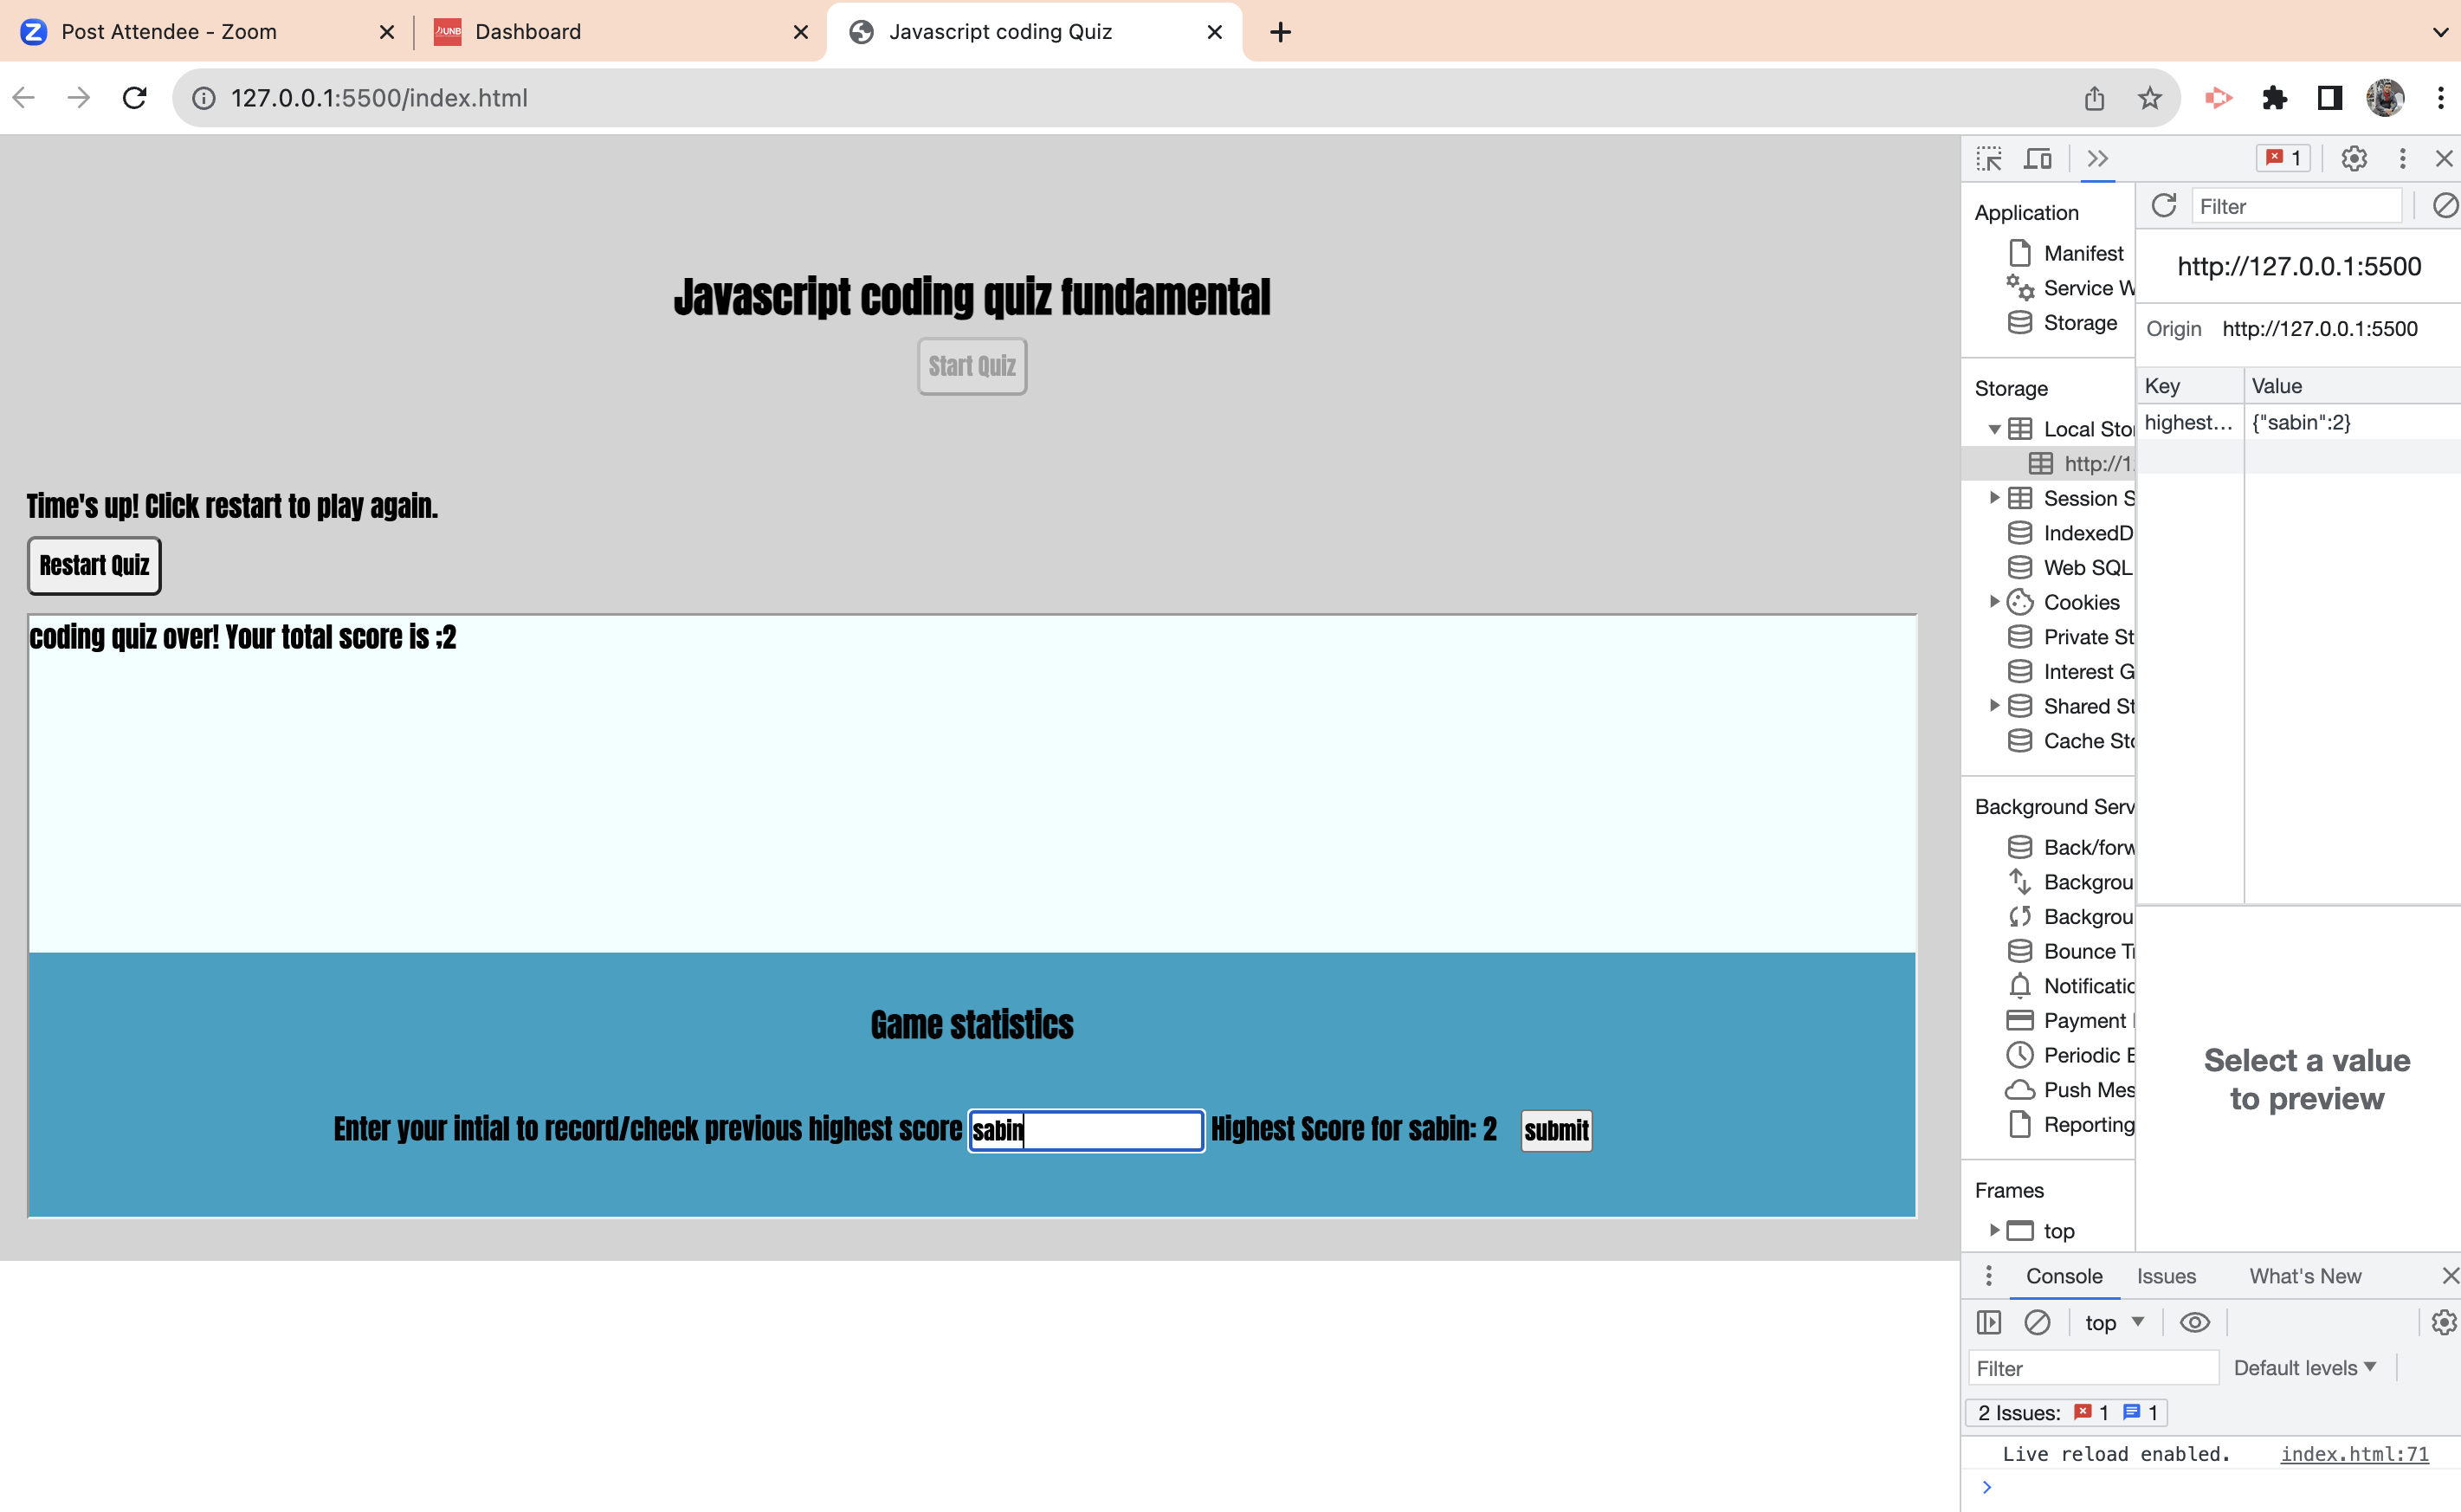 Post Attendee - Zoom
UNB Dashboard
Javascript coding Quiz
127.0.0.1:5500/index.html
1
Javascript coding quiz fundamental
Start Quiz
Time's up! Click restart to play again.
Restart Quiz
coding quiz over! Your total score is ;2
Game statistics
Enter your intial to record/check previous highest score sabin Highest Score for sabin: 2 submit
Application
Manifest
Service W
Storage
Storage
Local Sto
http://1
Session S
IndexedD
Web SQL
Cookies
Private St
Interest G
Shared St
Cache Sto
Background Serv
Back/forw
Backgrou
Backgrou
Bounce T
Notificatio
Payment
Periodic B
Push Mes
Reporting
Frames
top
Filter
http://127.0.0.1:5500
Origin http://127.0.0.1:5500
Key Value
highest... {"sabin":2}
Select a value
to preview
Console Issues What's New
top
Filter Default levels
2 Issues: 1 1
Live reload enabled. index.html:71